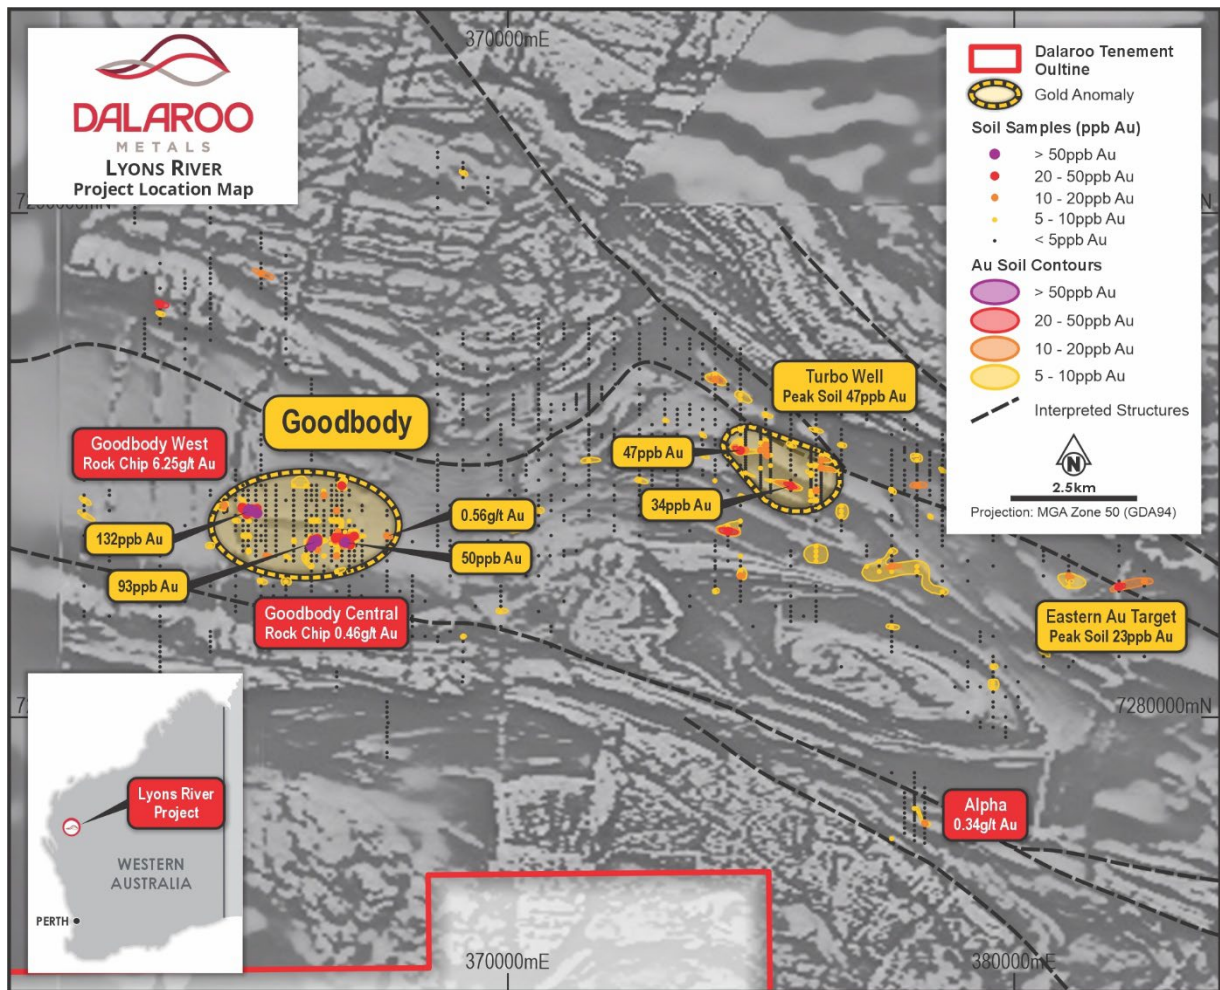 370000mE
DALAROO
METALS
LYONS RIVER
Project Location Map
Dalaroo Tenement
Oultine
Gold Anomaly
Soil Samples (ppb Au)
> 50ppb Au
20 - 50ppb Au
10 - 20ppb Au
5 - 10ppb Au
< 5ppb Au
Au Soil Contours
> 50ppb Au
20 - 50ppb Au
10 - 20ppb Au
5 - 10ppb Au
Interpreted Structures
N
2.5km
Projection: MGA Zone 50 (GDA94)
Turbo Well
Peak Soil 47ppb Au
Goodbody
Goodbody West
Rock Chip 6.25g/t Au
47ppb Au
34ppb Au
0.56g/t Au
132ppb Au
50ppb Au
93ppb Au
Goodbody Central
Rock Chip 0.46g/t Au
Eastern Au Target
Peak Soil 23ppb Au
7280000mN
Lyons River
Project
Alpha
0.34g/t Au
WESTERN
AUSTRALIA
PERTH
370000mE
380000mE